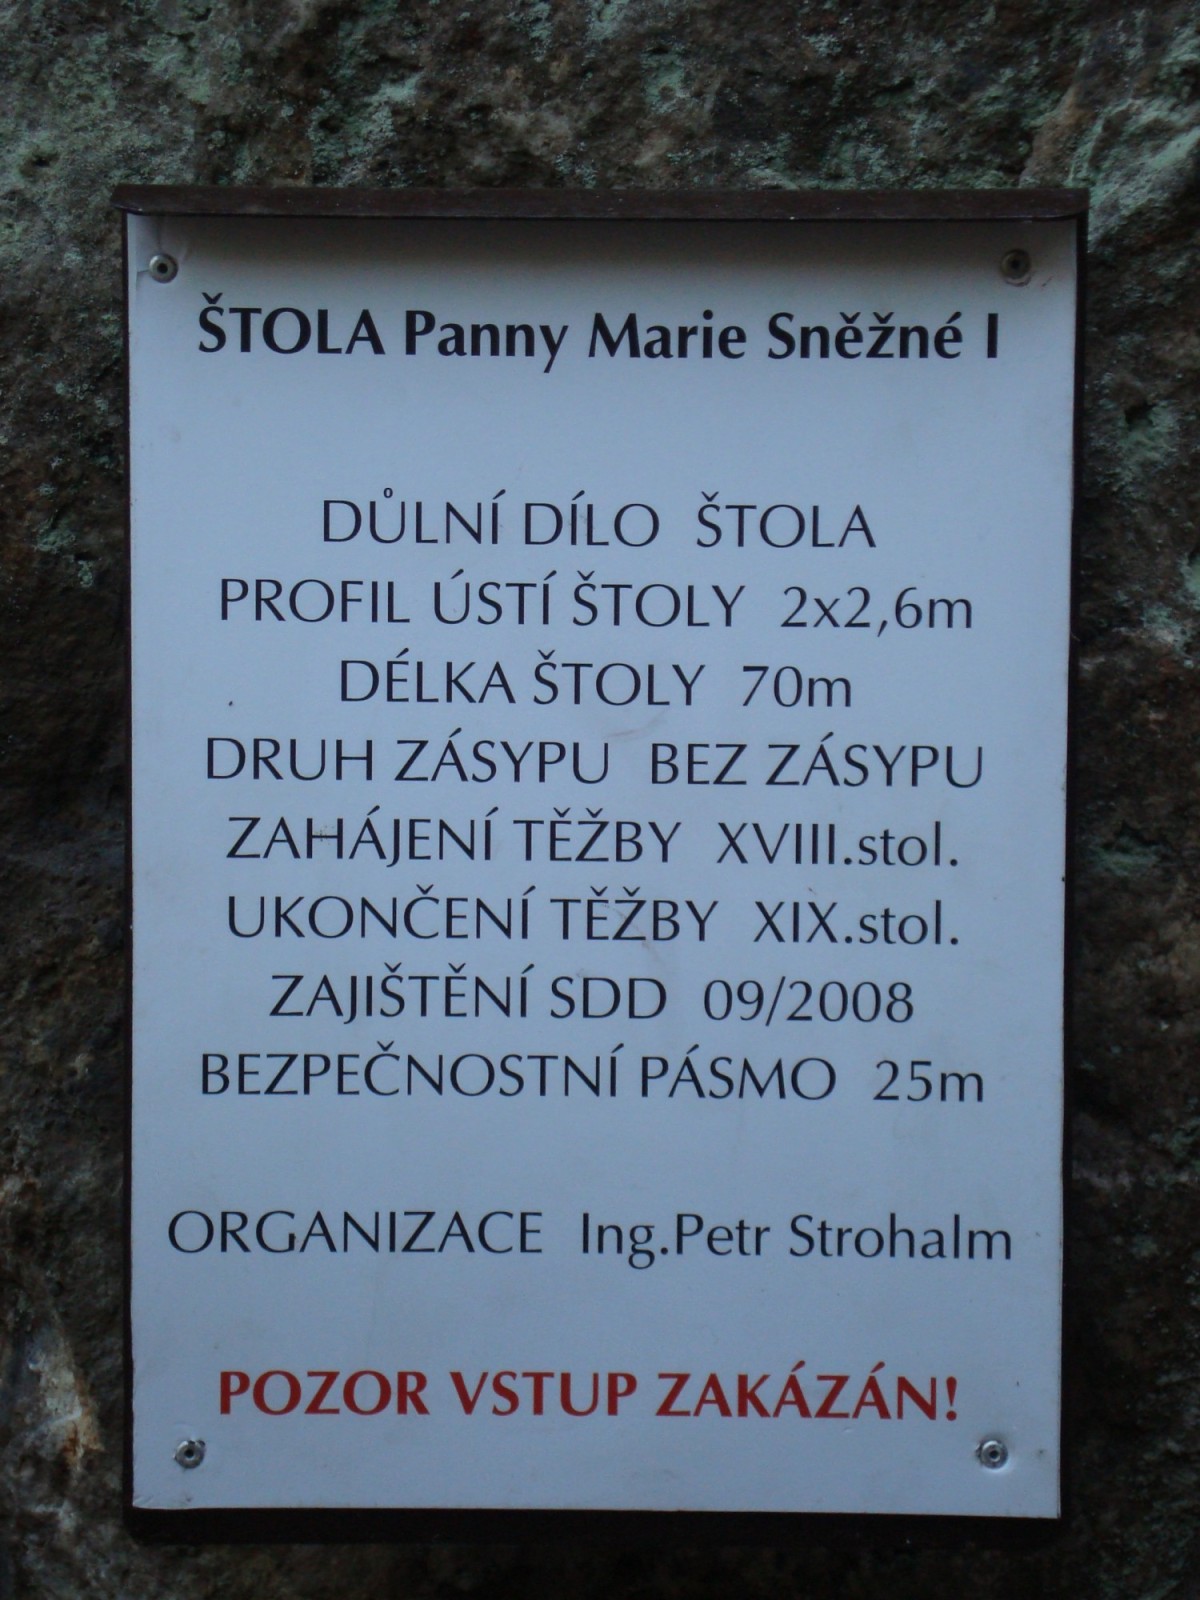 ŠTOLA Panny Marie Sněžné I
DŮLNÍ DÍLO ŠTOLA
PROFIL ÚSTÍ ŠTOLY 2x2,6m
DÉLKA ŠTOLY 70m
DRUH ZÁSYPU BEZ ZÁSYPU
ZAHÁJENÍ TĚŽBY XVIII.stol.
UKONČENÍ TĚŽBY XIX.stol.
ZAJIŠTĚNÍ SDD 09/2008
BEZPEČNOSTNÍ PÁSMO 25m
ORGANIZACE Ing.Petr Strohalm
POZOR VSTUP ZAKÁZÁN!